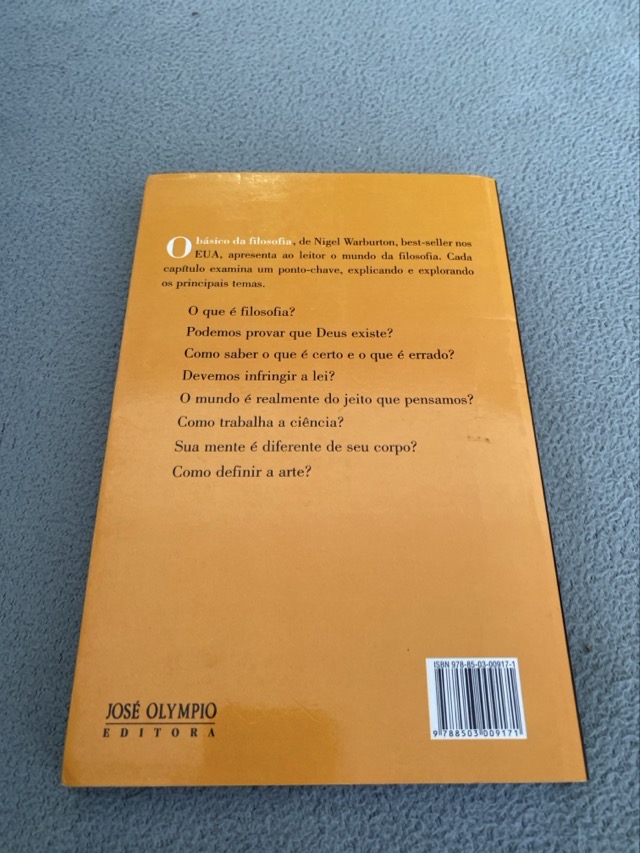 O básico da filosofia, de Nigel Warburton, best-seller nos
EUA, apresenta ao leitor o mundo da filosofia. Cada
capítulo examina um ponto-chave, explicando e explorando
os principais temas.
O que é filosofia?
Podemos provar que Deus existe?
Como saber o que é certo e o que é errado?
Devemos infringir a lei?
O mundo é realmente do jeito que pensamos?
Como trabalha a ciência?
Sua mente é diferente de seu corpo?
Como definir a arte?
ISBN 978-85-03-00917-1
9 788503 009171
JOSÉ OLYMPIO
EDITORA